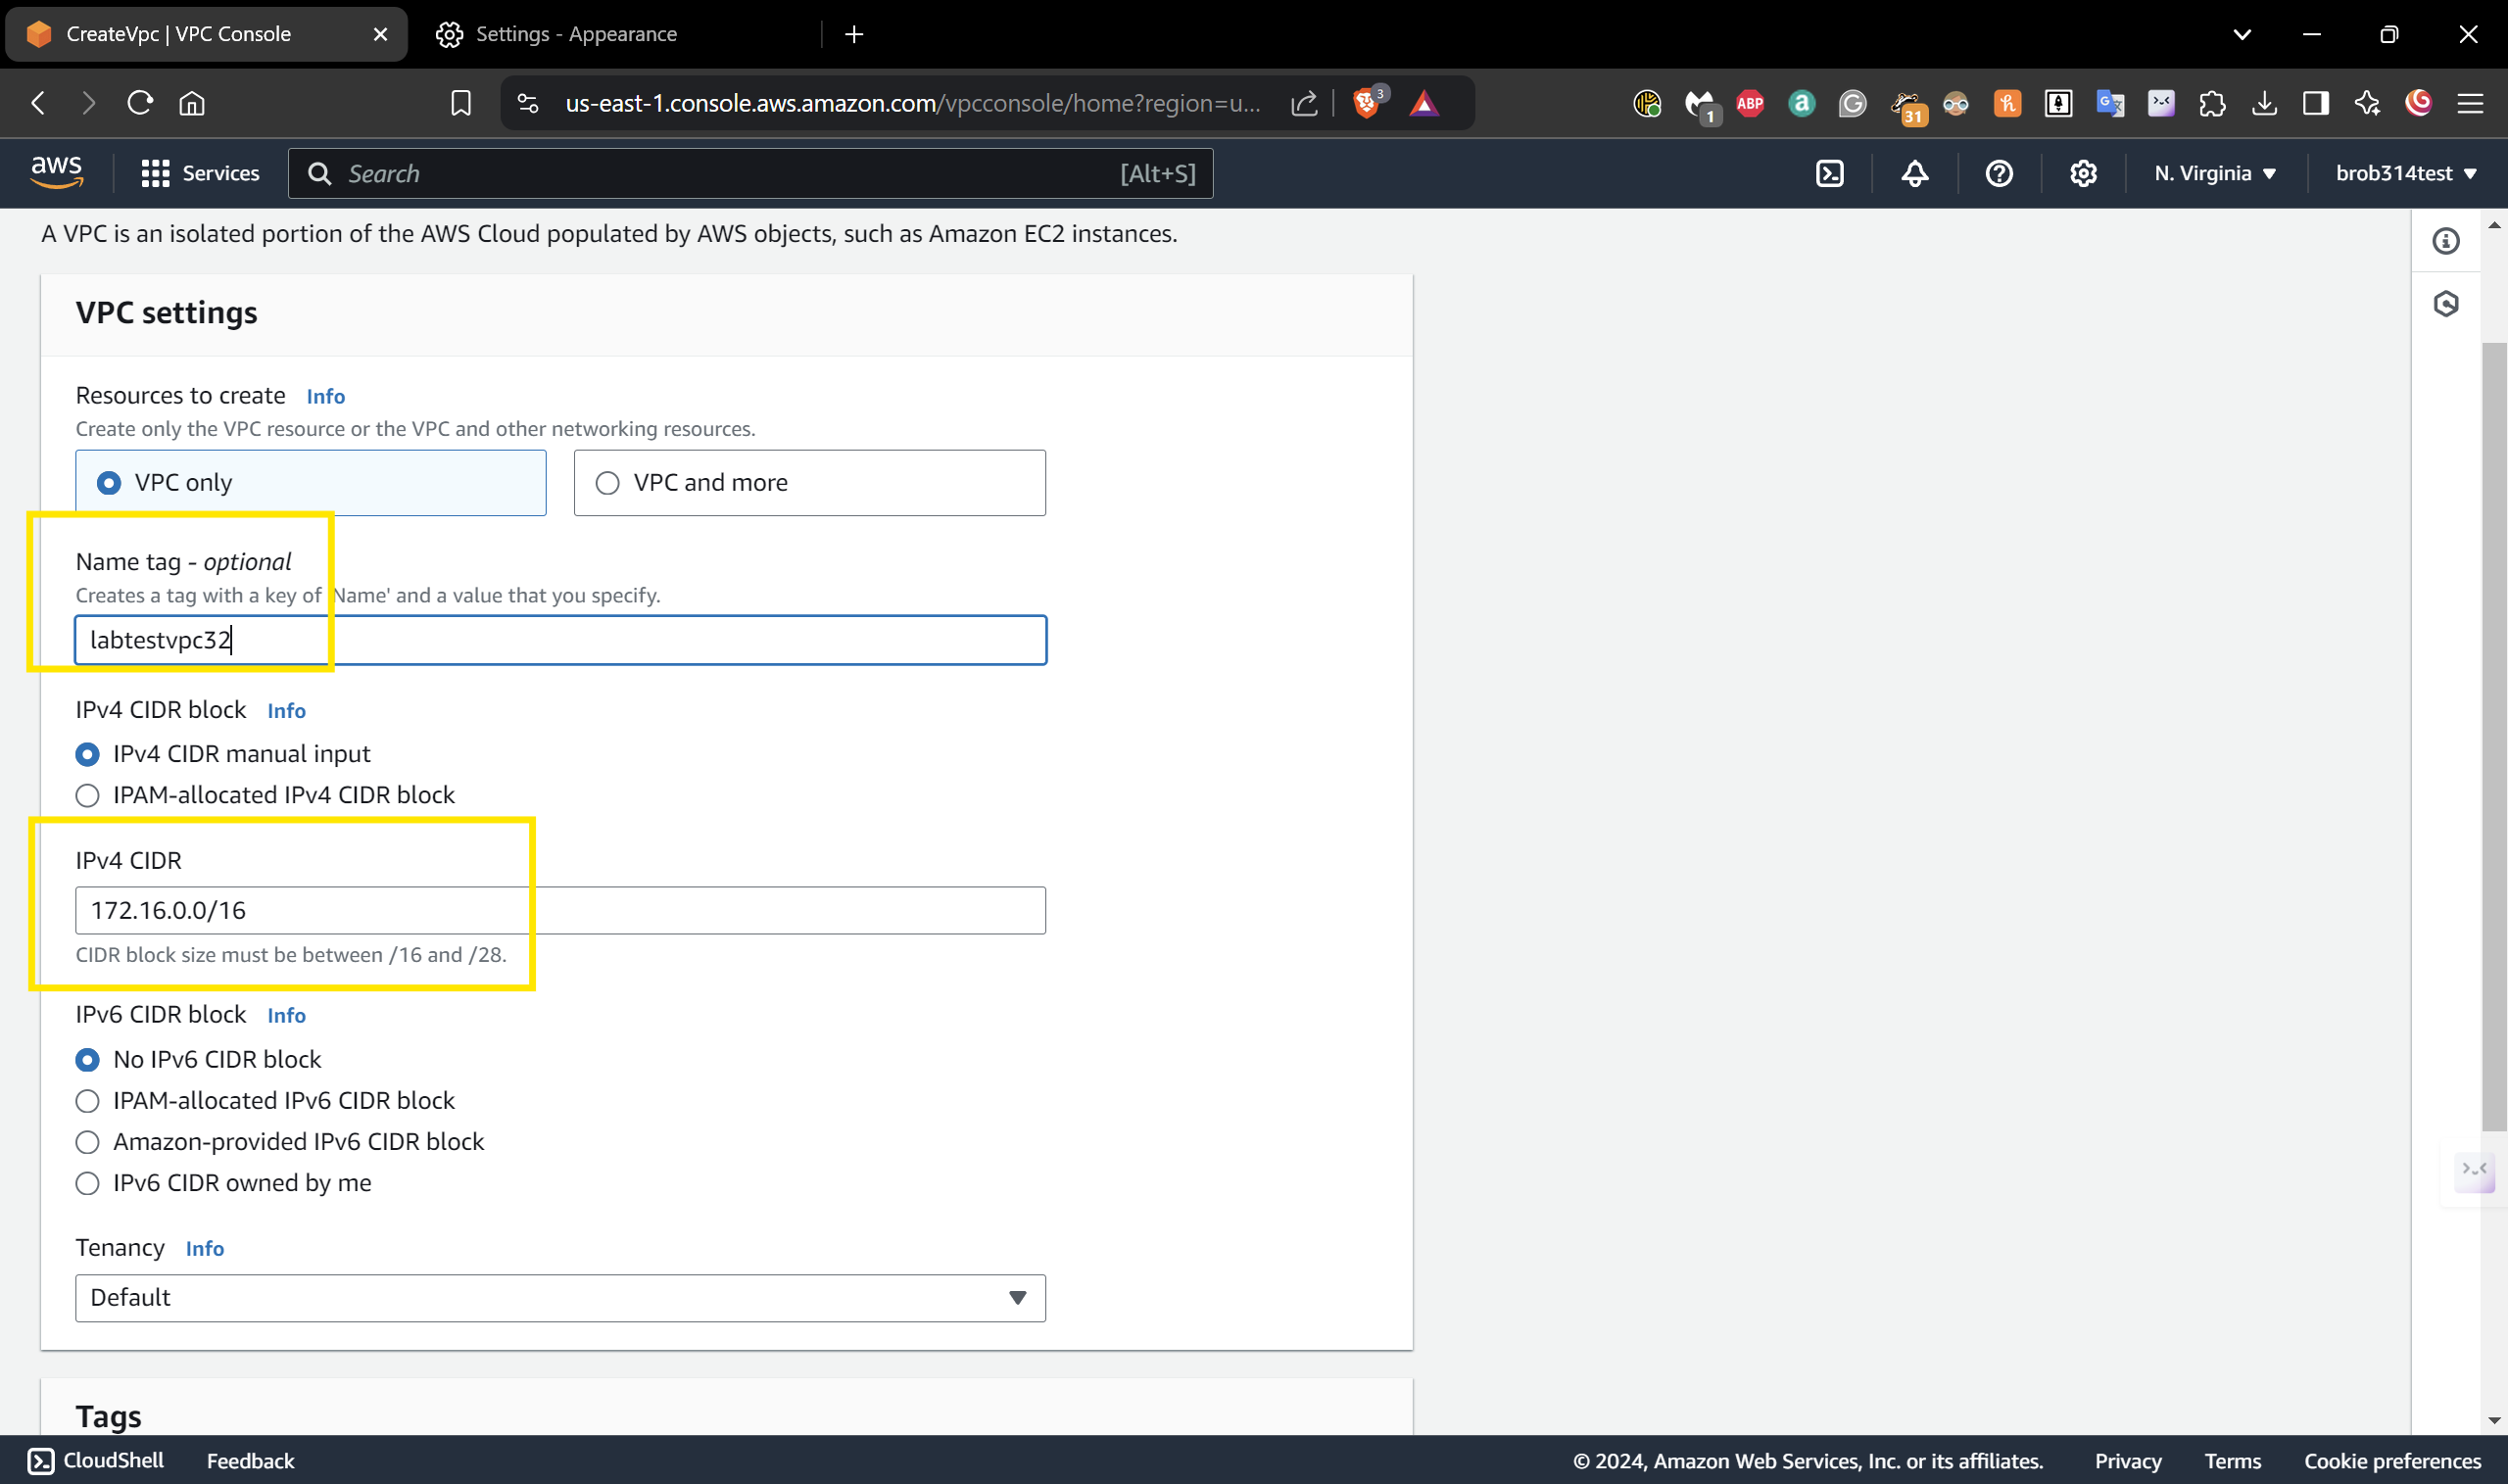 CreateVpc | VPC Console
Settings - Appearance
us-east-1.console.aws.amazon.com/vpcconsole/home?region=u...
3
1
ABP
a
G
31
aws
Services
Search
[Alt+S]
N. Virginia
brob314test
A VPC is an isolated portion of the AWS Cloud populated by AWS objects, such as Amazon EC2 instances.
VPC settings
Resources to create Info
Create only the VPC resource or the VPC and other networking resources.
VPC only
VPC and more
Name tag - optional
Creates a tag with a key of 'Name' and a value that you specify.
labtestvpc32
IPv4 CIDR block Info
IPv4 CIDR manual input
IPAM-allocated IPv4 CIDR block
IPv4 CIDR
172.16.0.0/16
CIDR block size must be between /16 and /28.
IPv6 CIDR block Info
No IPv6 CIDR block
IPAM-allocated IPv6 CIDR block
Amazon-provided IPv6 CIDR block
IPv6 CIDR owned by me
Tenancy Info
Default
Tags
CloudShell
Feedback
© 2024, Amazon Web Services, Inc. or its affiliates.
Privacy
Terms
Cookie preferences